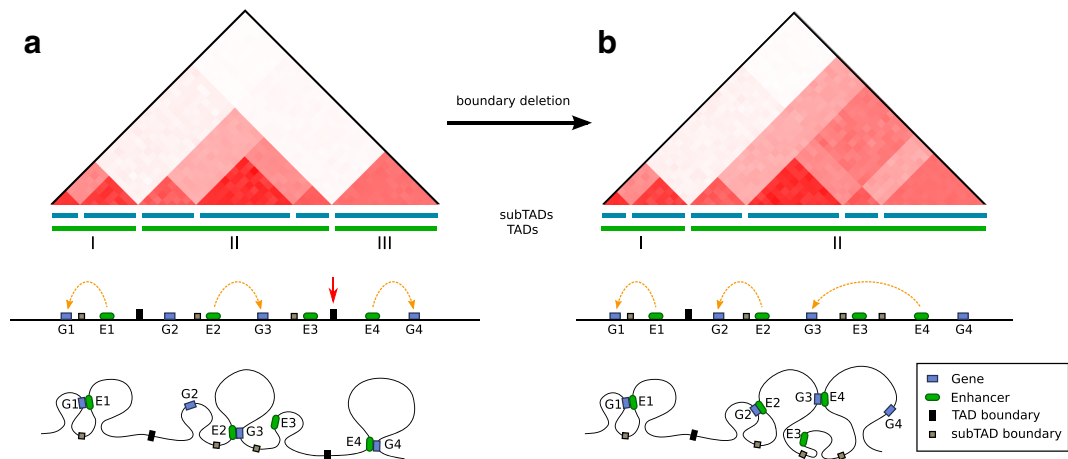 a
boundary deletion
b
subTADs
TADs
I II III
I II
G1 E1 G2 E2 G3 E3 E4 G4
G1 E1 G2 E2 G3 E3 E4 G4
G1 E1 G2 E2 G3 E3 E4 G4
G1 E1 G2 E2 G3 E4 E3 G4
Gene
Enhancer
TAD boundary
subTAD boundary